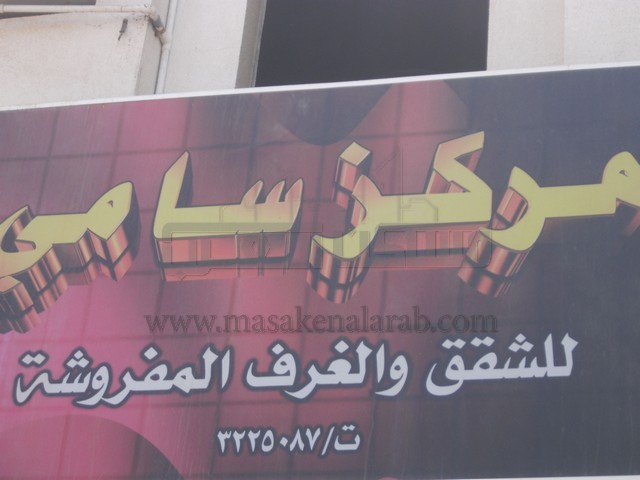 مركز سامي
www.masakenalarab.com
للشقق والغرف المفروشة
ت/٣٢٢٥٠٨٧